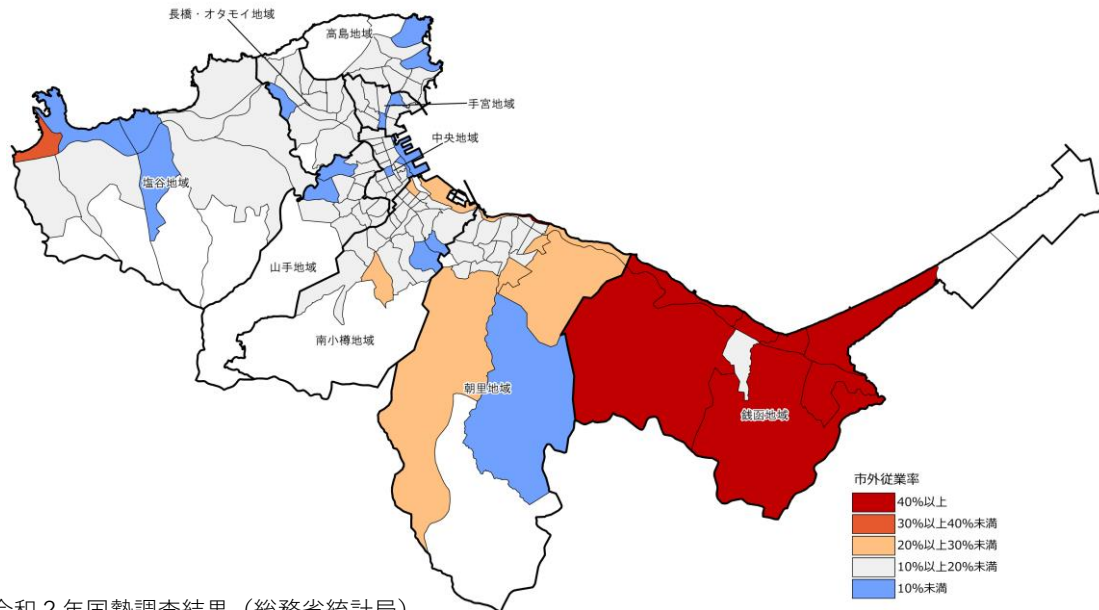 長橋・オタモイ地域
高島地域
手宮地域
中央地域
塩谷地域
山手地域
南小樽地域
朝里地域
銭函地域
市外従業率
40%以上
30%以上40%未満
20%以上30%未満
10%以上20%未満
10%未満
令和2年国勢調査結果（総務省統計局）